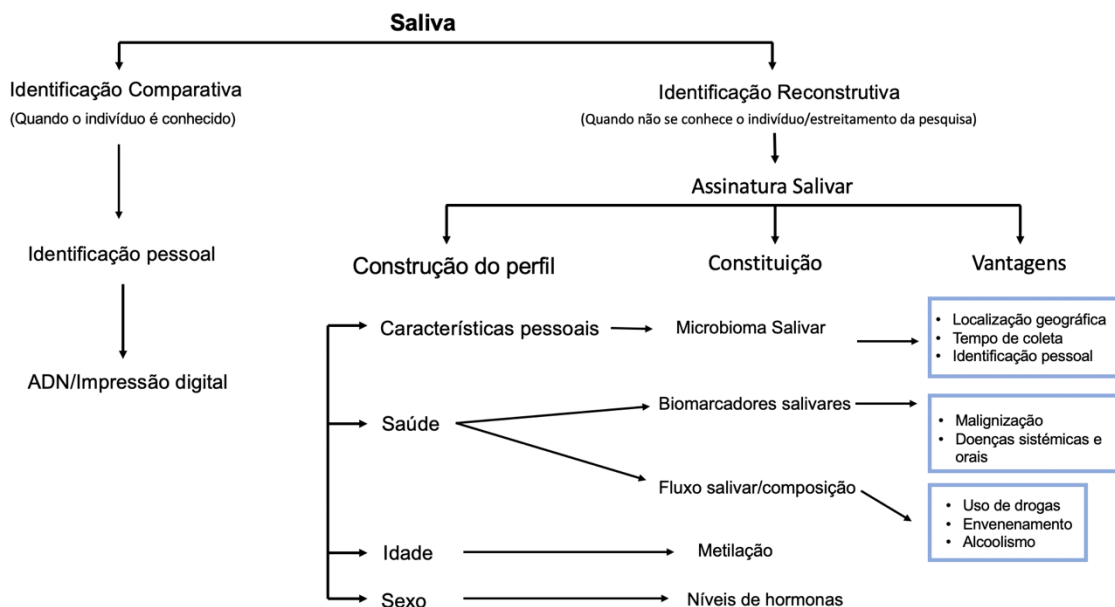 Saliva
Identificação Comparativa
(Quando o indivíduo é conhecido)
Identificação Reconstrutiva
(Quando não se conhece o indivíduo/estreitamento da pesquisa)
Assinatura Salivar
Identificação pessoal
ADN/Impressão digital
Construção do perfil
Constituição
Vantagens
Características pessoais
Microbioma Salivar
• Localização geográfica
• Tempo de coleta
• Identificação pessoal
Saúde
Biomarcadores salivares
• Malignização
• Doenças sistémicas e
orais
Fluxo salivar/composição
• Uso de drogas
• Envenenamento
• Alcoolismo
Idade
Metilação
Sexo
Níveis de hormonas